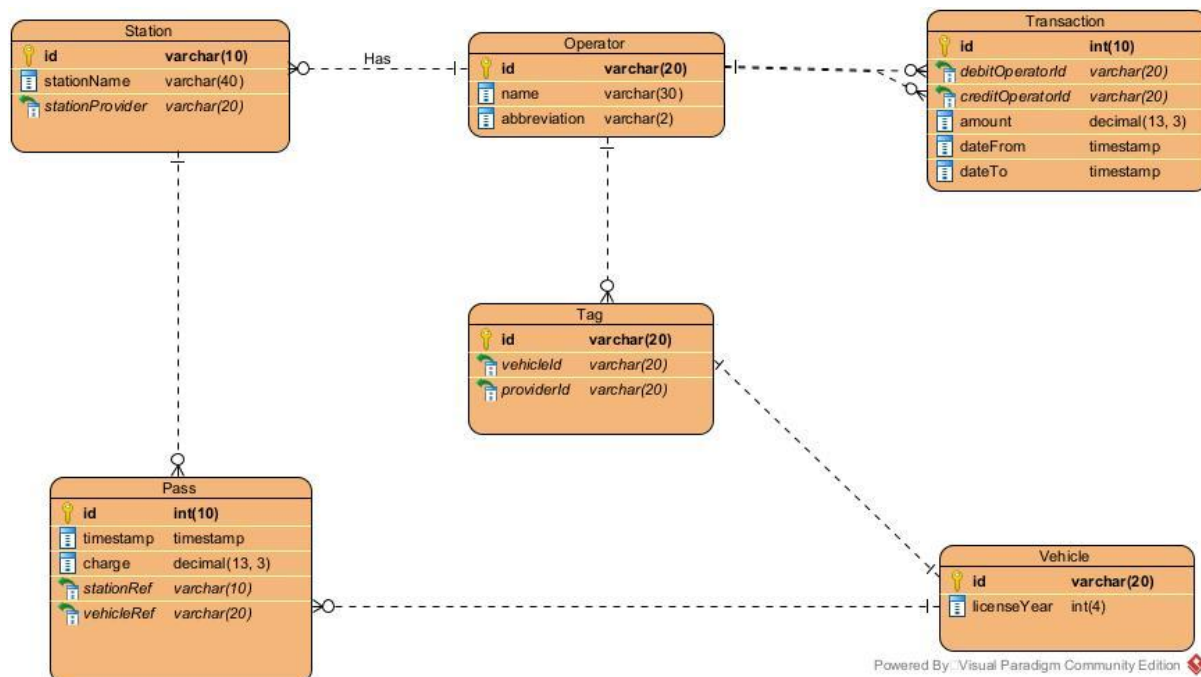 Station
id varchar(10)
stationName varchar(40)
stationProvider varchar(20)
Has
Operator
id varchar(20)
name varchar(30)
abbreviation varchar(2)
Transaction
id int(10)
debitOperatorId varchar(20)
creditOperatorId varchar(20)
amount decimal(13, 3)
dateFrom timestamp
dateTo timestamp
Tag
id varchar(20)
vehicleId varchar(20)
providerId varchar(20)
Pass
id int(10)
timestamp timestamp
charge decimal(13, 3)
stationRef varchar(10)
vehicleRef varchar(20)
Vehicle
id varchar(20)
licenseYear int(4)
Powered By Visual Paradigm Community Edition